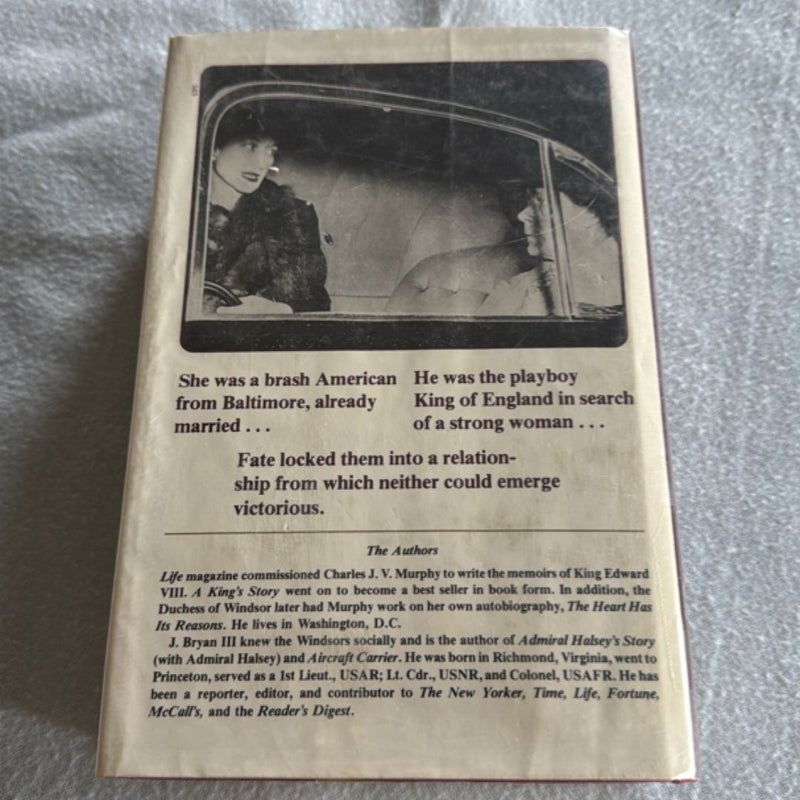 She was a brash American
from Baltimore, already
married . . .
He was the playboy
King of England in search
of a strong woman . . .
Fate locked them into a relation-
ship from which neither could emerge
victorious.
The Authors
Life magazine commissioned Charles J. V. Murphy to write the memoirs of King Edward
VIII. A King's Story went on to become a best seller in book form. In addition, the
Duchess of Windsor later had Murphy work on her own autobiography, The Heart Has
Its Reasons. He lives in Washington, D.C.
J. Bryan III knew the Windsors socially and is the author of Admiral Halsey's Story
(with Admiral Halsey) and Aircraft Carrier. He was born in Richmond, Virginia, went to
Princeton, served as a 1st Lieut., USAR; Lt. Cdr., USNR, and Colonel, USAFR. He has
been a reporter, editor, and contributor to The New Yorker, Time, Life, Fortune,
McCall's, and the Reader's Digest.